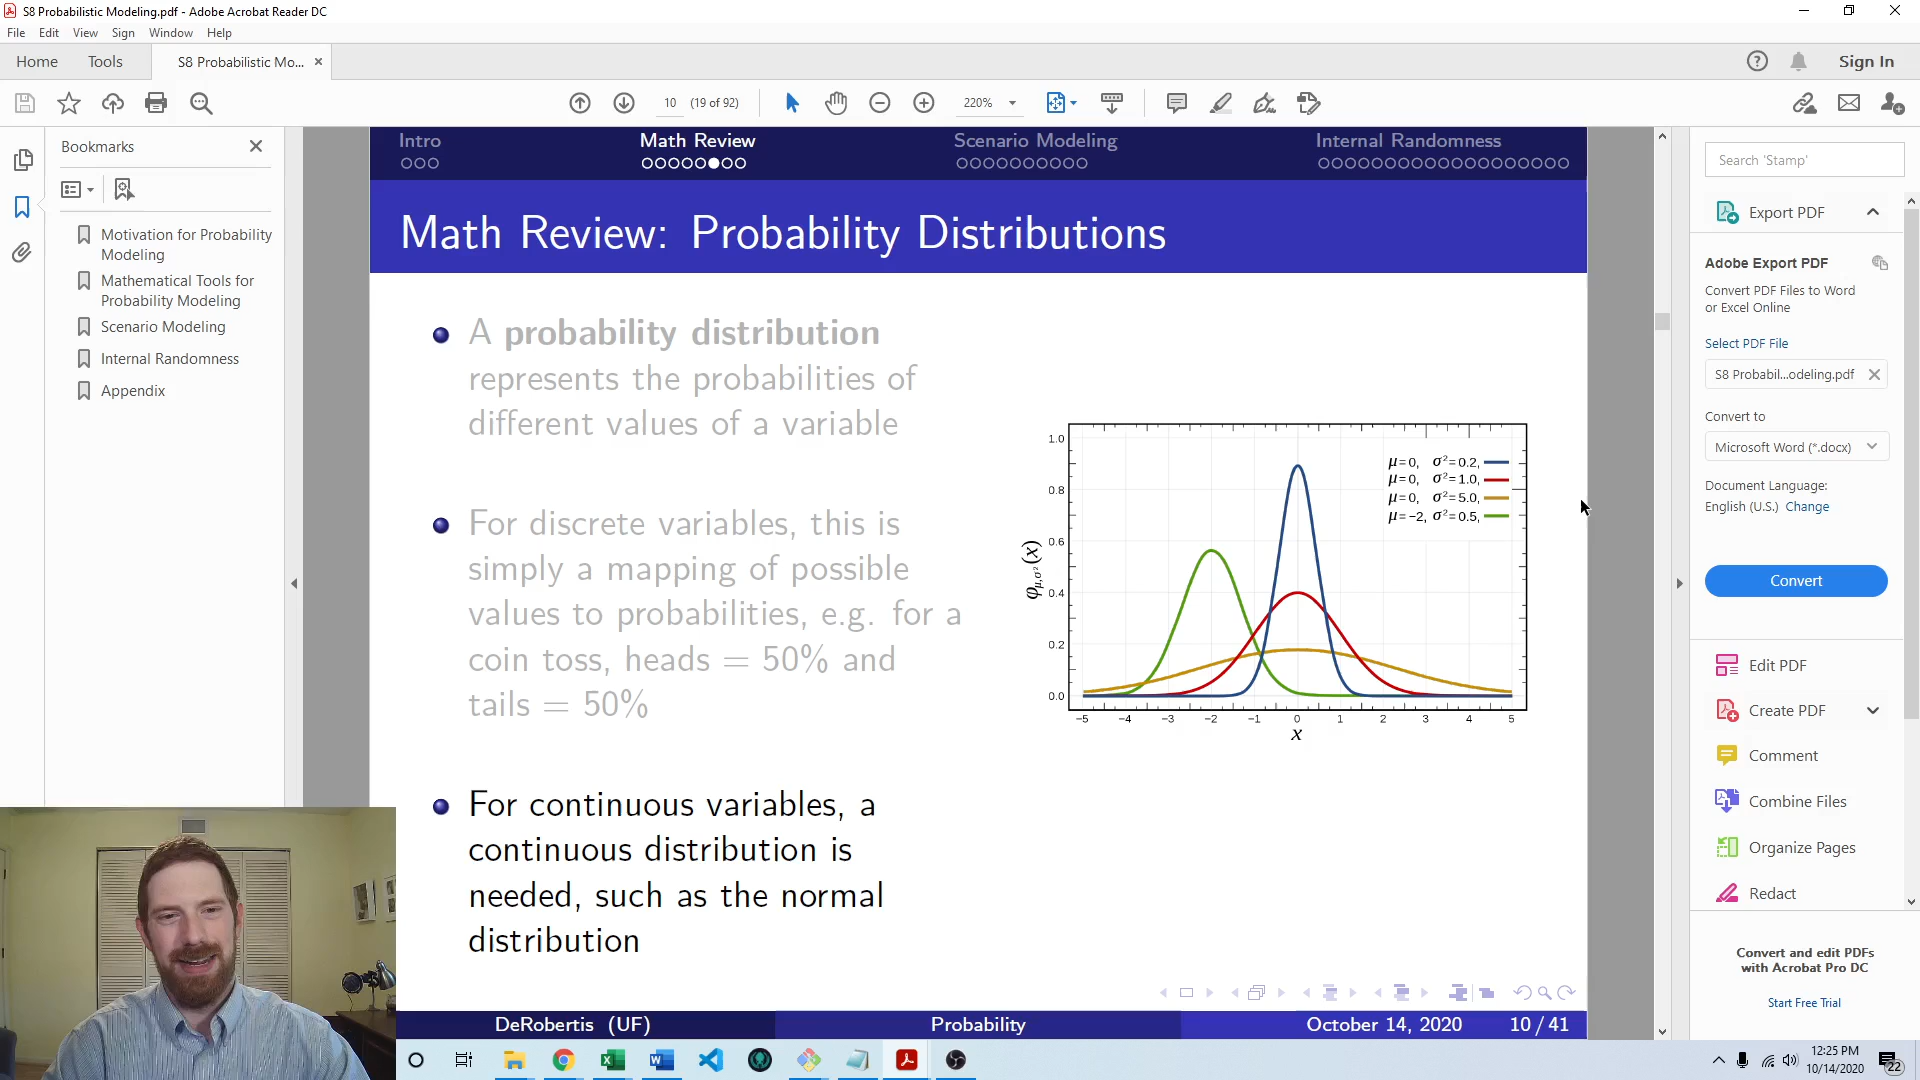 S8 Probabilistic Modeling.pdf - Adobe Acrobat Reader DC
File Edit View Sign Window Help
Home Tools S8 Probabilistic Mo... × Sign In
10 (19 of 92) 220%
Bookmarks
Motivation for Probability
Modeling
Mathematical Tools for
Probability Modeling
Scenario Modeling
Internal Randomness
Appendix
Intro Math Review Scenario Modeling Internal Randomness
Math Review: Probability Distributions
A probability distribution
represents the probabilities of
different values of a variable
For discrete variables, this is
simply a mapping of possible
values to probabilities, e.g. for a
coin toss, heads = 50% and
tails = 50%
For continuous variables, a
continuous distribution is
needed, such as the normal
distribution
1.0
0.8
0.6
0.4
0.2
0.0
φμ,σ²(x)
μ=0, σ²=0.2,
μ=0, σ²=1.0,
μ=0, σ²=5.0,
μ=−2, σ²=0.5,
−5 −4 −3 −2 −1 0 1 2 3 4 5
x
DeRobertis (UF) Probability October 14, 2020 10 / 41
Search 'Stamp'
Export PDF
Adobe Export PDF
Convert PDF Files to Word
or Excel Online
Select PDF File
S8 Probabil...odeling.pdf
Convert to
Microsoft Word (*.docx)
Document Language:
English (U.S.) Change
Convert
Edit PDF
Create PDF
Comment
Combine Files
Organize Pages
Redact
Convert and edit PDFs
with Acrobat Pro DC
Start Free Trial
12:25 PM
10/14/2020
22